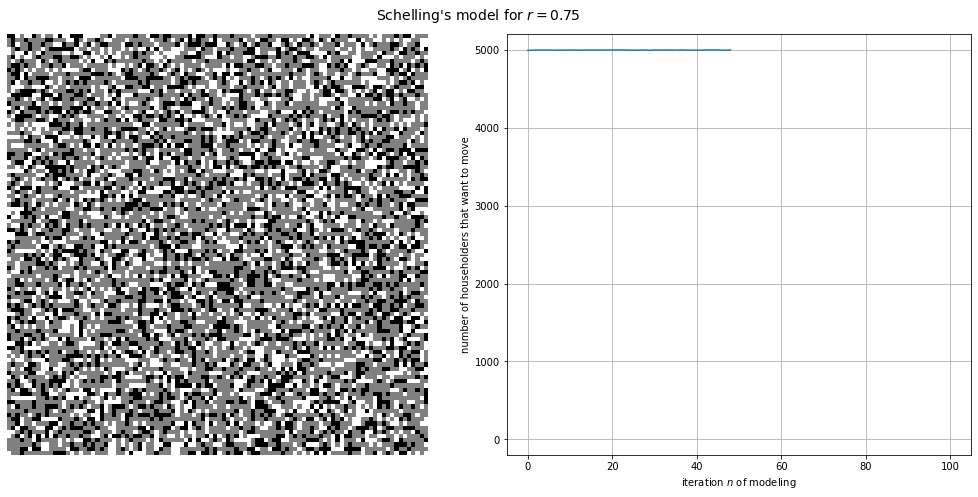 Schelling's model for r = 0.75
5000
4000
3000
2000
1000
0
number of householders that want to move
0 20 40 60 80 100
iteration n of modeling